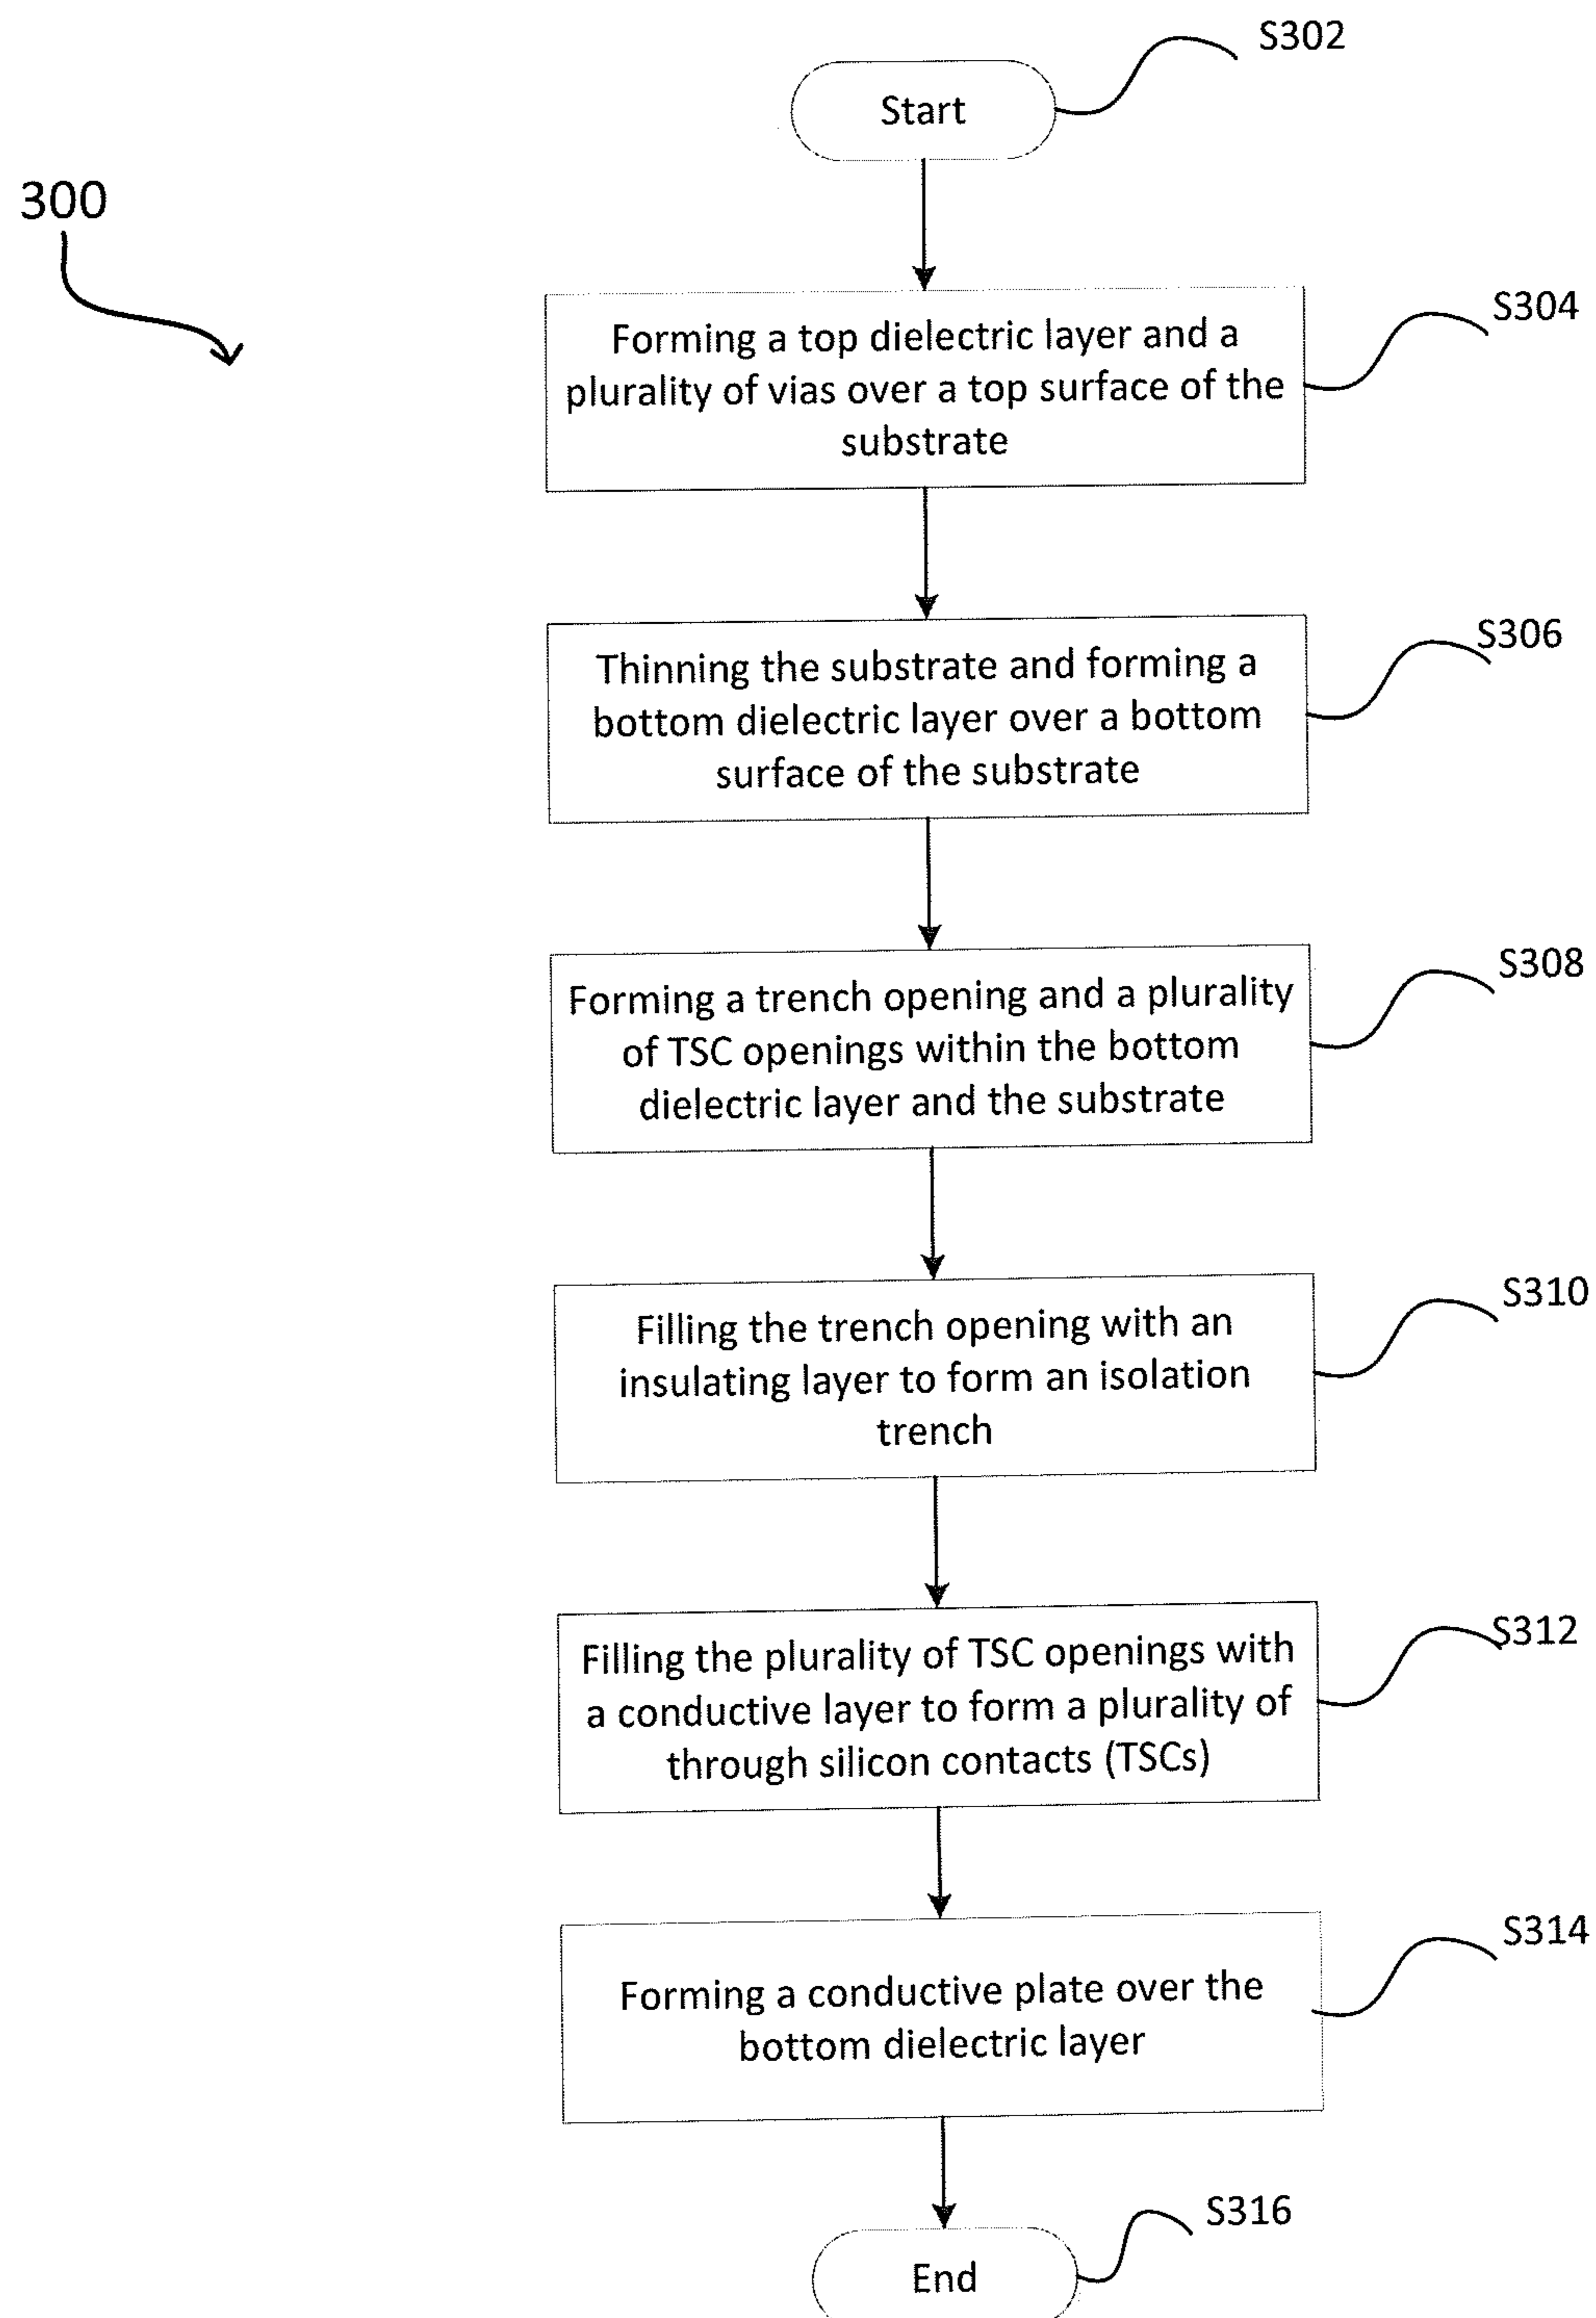 S302
Start
300
S304
Forming a top dielectric layer and a
plurality of vias over a top surface of the
substrate
S306
Thinning the substrate and forming a
bottom dielectric layer over a bottom
surface of the substrate
S308
Forming a trench opening and a plurality
of TSC openings within the bottom
dielectric layer and the substrate
S310
Filling the trench opening with an
insulating layer to form an isolation
trench
S312
Filling the plurality of TSC openings with
a conductive layer to form a plurality of
through silicon contacts (TSCs)
S314
Forming a conductive plate over the
bottom dielectric layer
S316
End